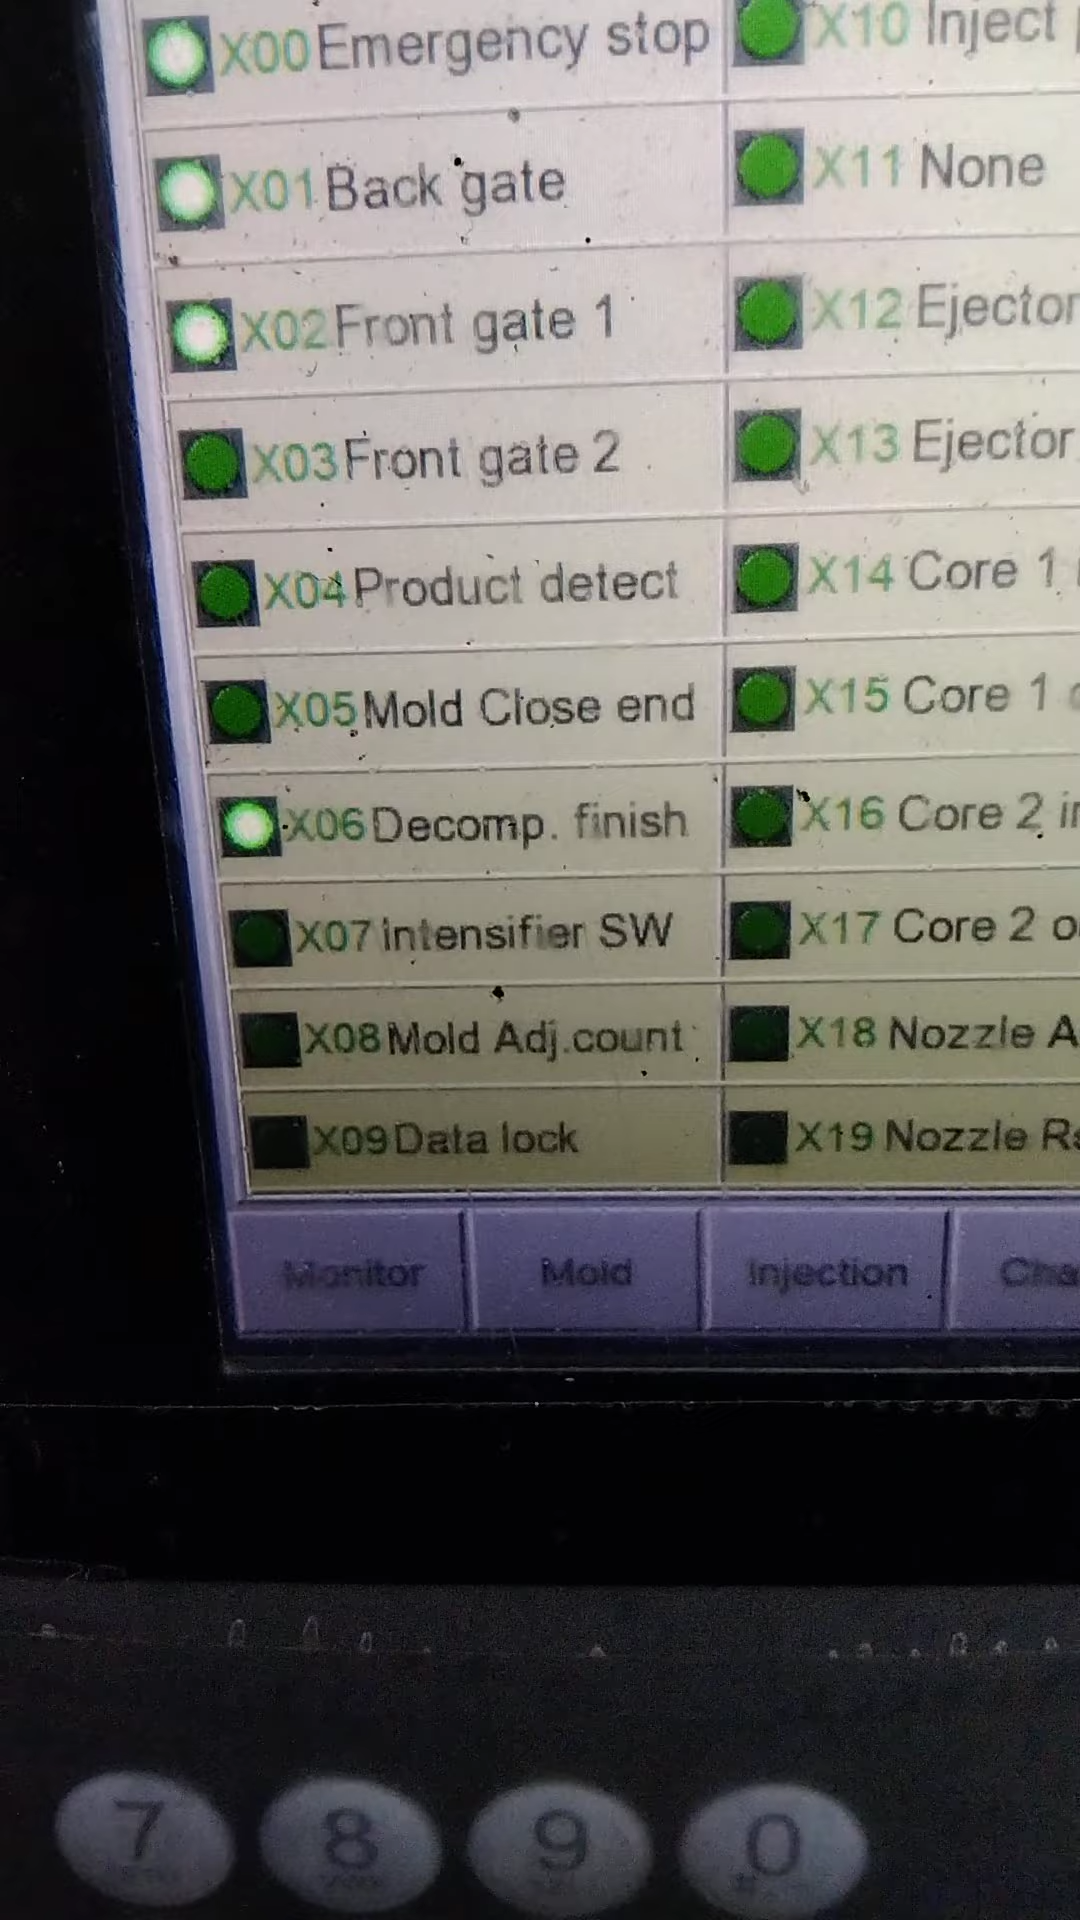 X00 Emergency stop
X10 Inject
X01 Back gate
X11 None
X02 Front gate 1
X12 Ejector
X03 Front gate 2
X13 Ejector
X04 Product detect
X14 Core 1
X05 Mold Close end
X15 Core 1
X06 Decomp. finish
X16 Core 2 in
X07 Intensifier SW
X17 Core 2 o
X08 Mold Adj.count
X18 Nozzle A
X09 Data lock
X19 Nozzle R
Monitor Mold Injection Cha
7 8 9 0